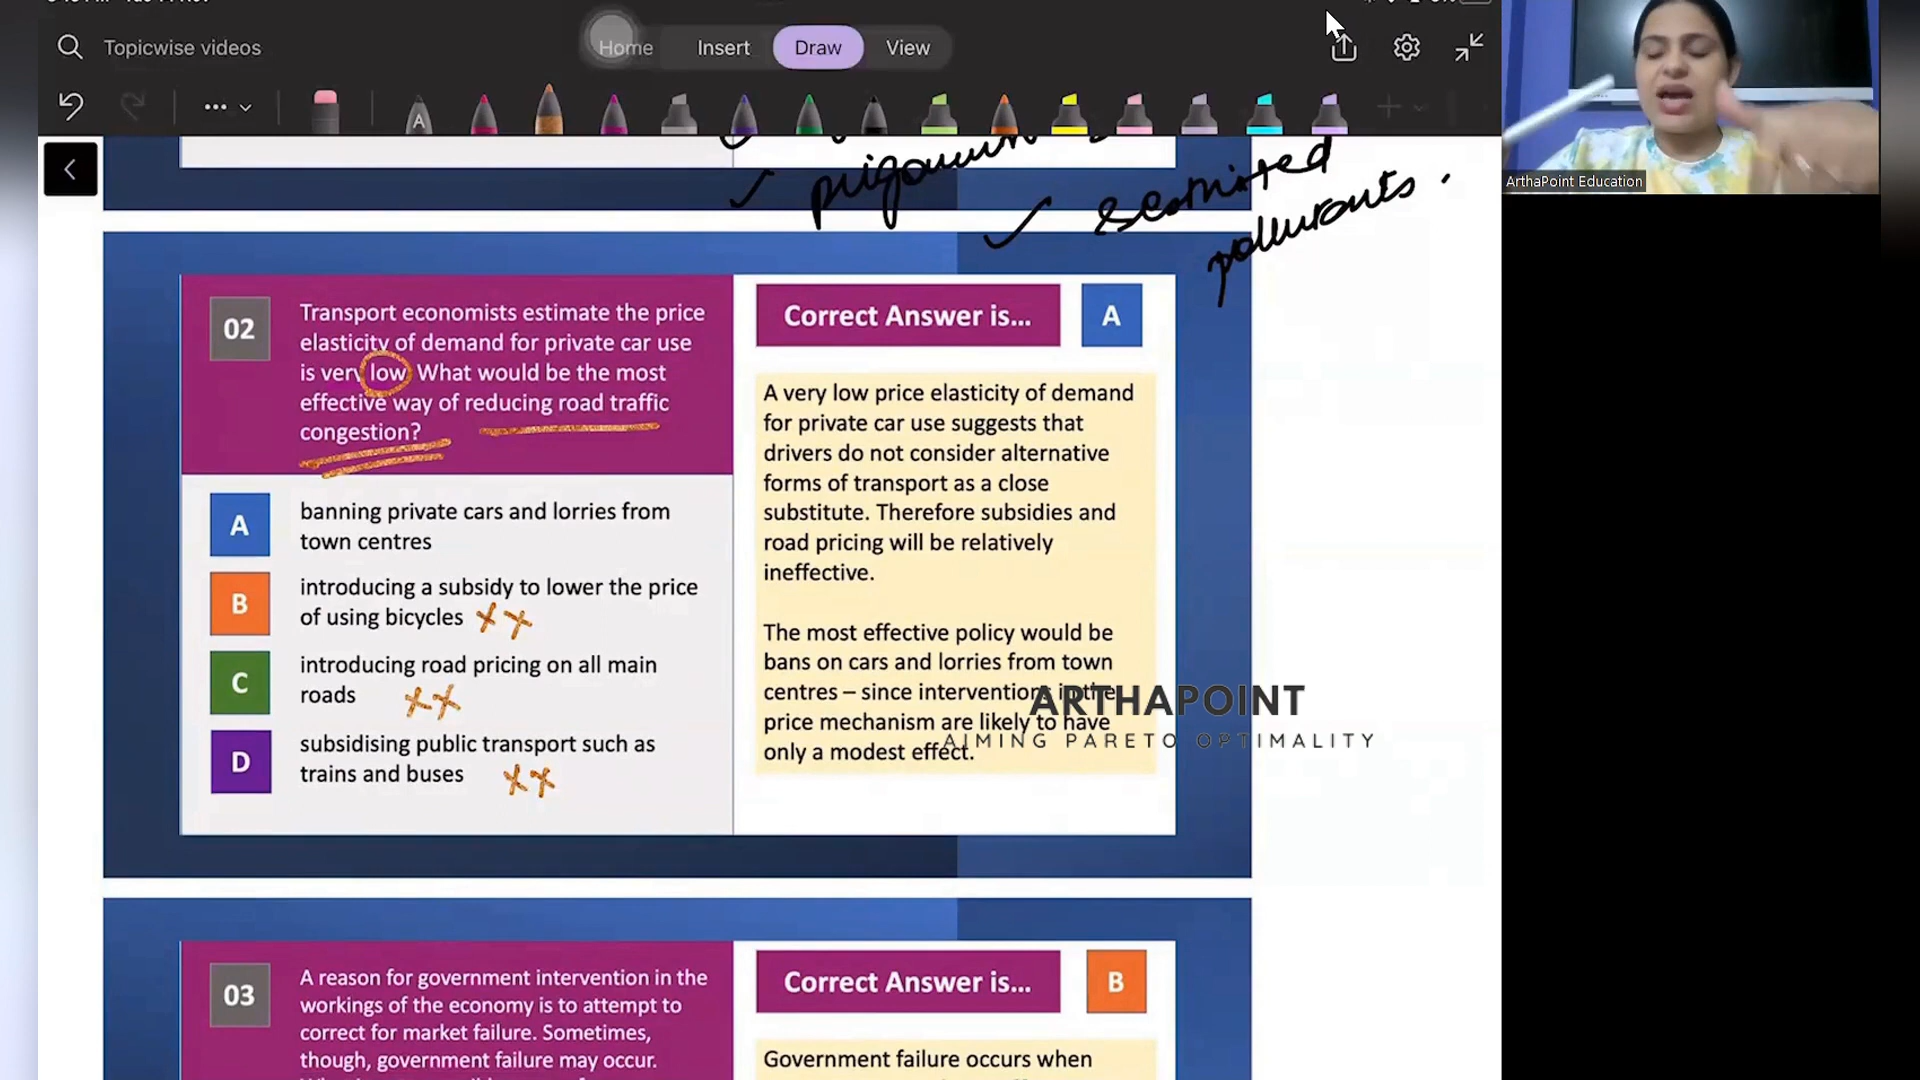 Topicwise videos
Home
Insert
Draw
View
ArthaPoint Education
pollutants.
02
Transport economists estimate the price
elasticity of demand for private car use
is very low. What would be the most
effective way of reducing road traffic
congestion?
A
banning private cars and lorries from
town centres
B
introducing a subsidy to lower the price
of using bicycles
C
introducing road pricing on all main
roads
D
subsidising public transport such as
trains and buses
Correct Answer is...
A
A very low price elasticity of demand
for private car use suggests that
drivers do not consider alternative
forms of transport as a close
substitute. Therefore subsidies and
road pricing will be relatively
ineffective.
The most effective policy would be
bans on cars and lorries from town
centres – since interventions in the
price mechanism are likely to have
only a modest effect.
ARTHAPOINT
AIMING PARETO OPTIMALITY
03
A reason for government intervention in the
workings of the economy is to attempt to
correct for market failure. Sometimes,
though, government failure may occur.
Correct Answer is...
B
Government failure occurs when